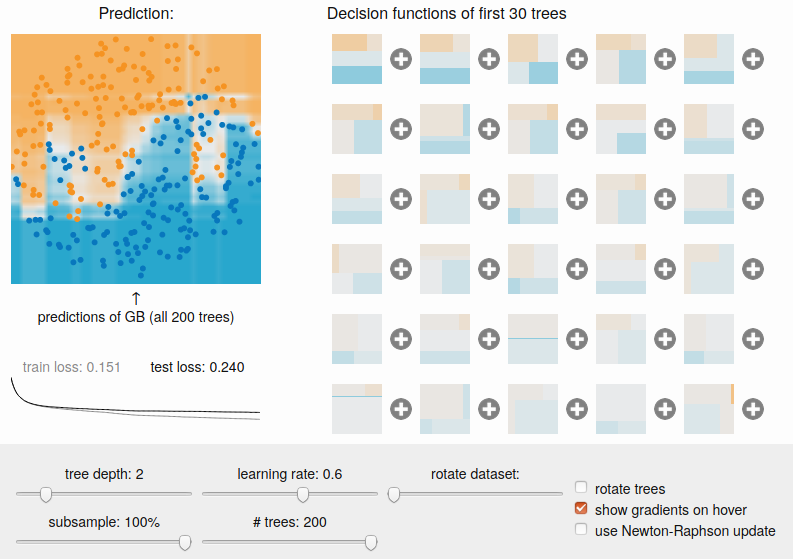 Prediction:
Decision functions of first 30 trees
↑
predictions of GB (all 200 trees)
train loss: 0.151 test loss: 0.240
tree depth: 2 learning rate: 0.6 rotate dataset:
rotate trees
show gradients on hover
subsample: 100% # trees: 200
use Newton-Raphson update